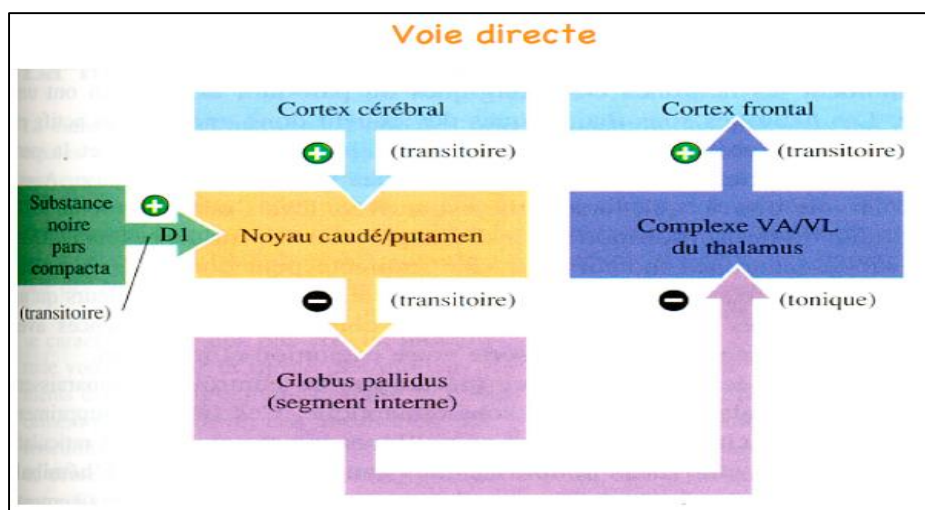 Voie directe
Cortex cérébral
Cortex frontal
+
(transitoire)
+
(transitoire)
Substance
noire
pars
compacta
+
D1
Noyau caudé/putamen
Complexe VA/VL
du thalamus
(transitoire)
−
(transitoire)
−
(tonique)
Globus pallidus
(segment interne)